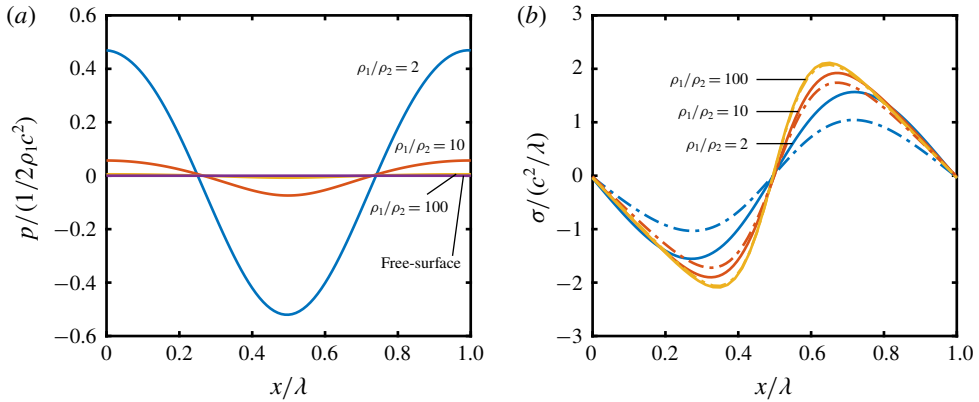 (a)
0.6
0.4
0.2
0
−0.2
−0.4
−0.6
p/(1/2ρ₁c²)
ρ₁/ρ₂ = 2
ρ₁/ρ₂ = 10
ρ₁/ρ₂ = 100
Free-surface
0 0.2 0.4 0.6 0.8 1.0
x/λ
(b)
3
2
1
0
−1
−2
−3
σ/(c²/λ)
ρ₁/ρ₂ = 100
ρ₁/ρ₂ = 10
ρ₁/ρ₂ = 2
0 0.2 0.4 0.6 0.8 1.0
x/λ